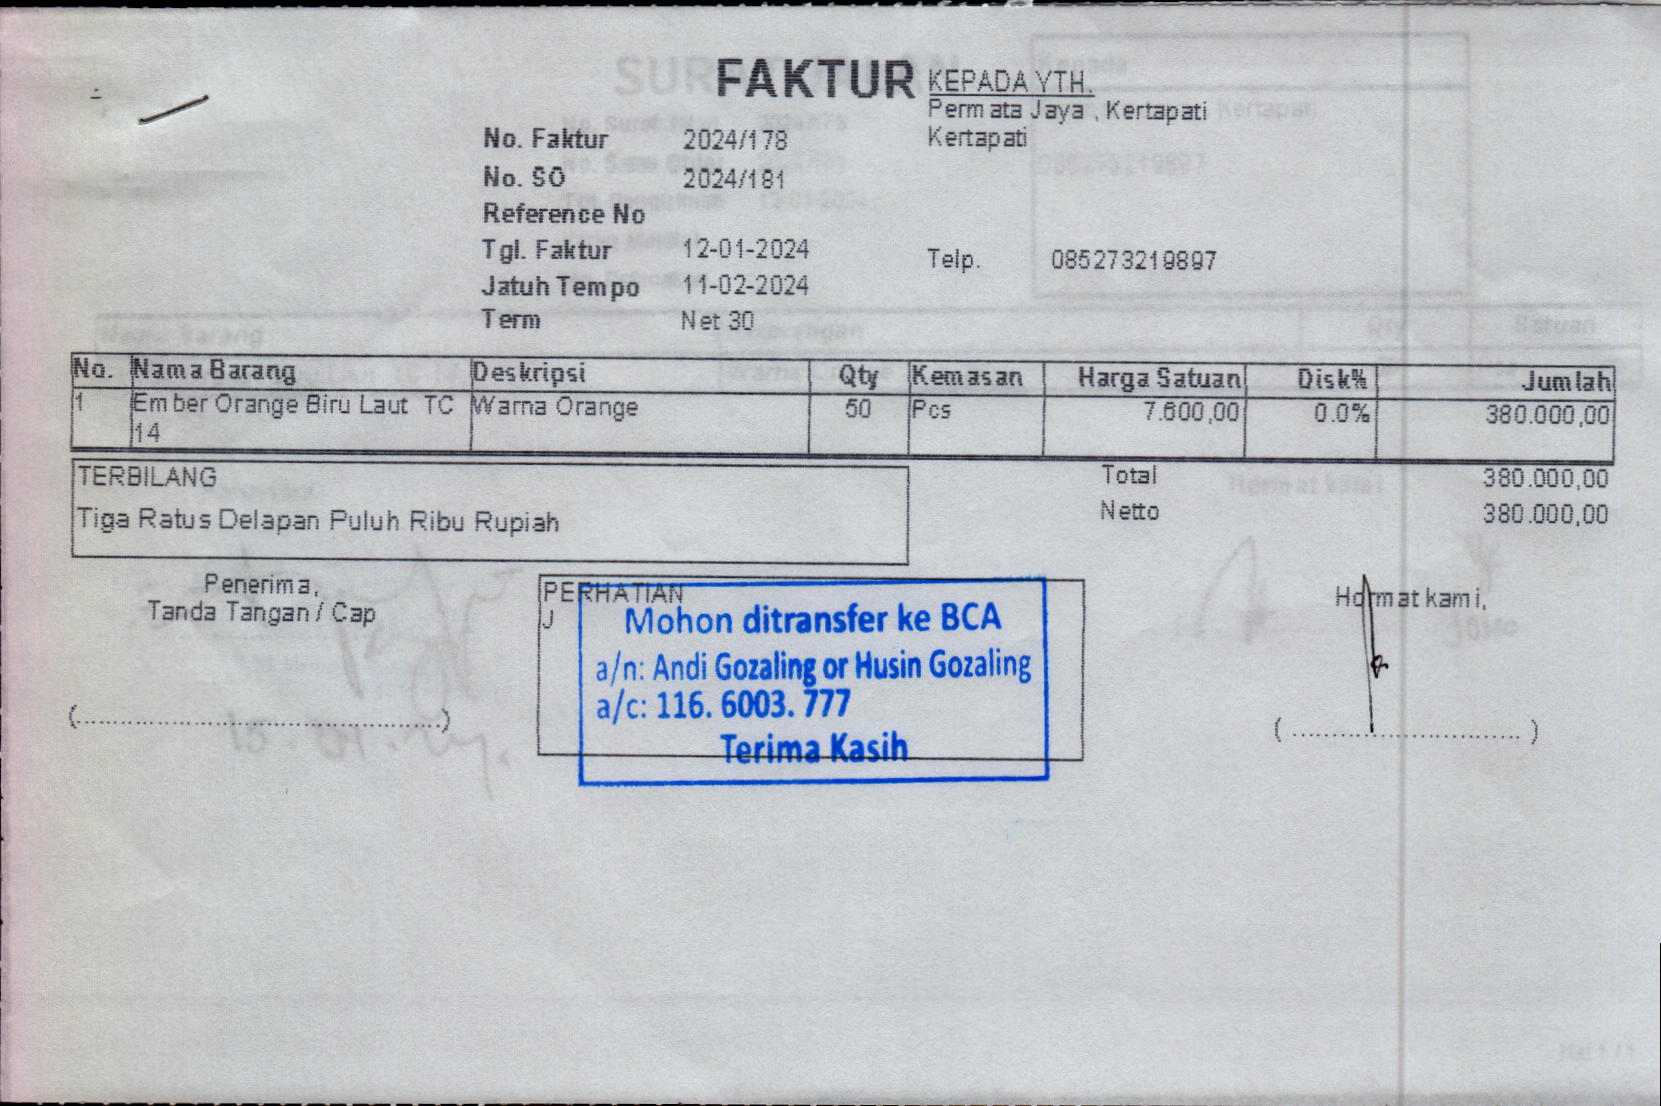 FAKTUR
No. Faktur 2024/178
No. SO 2024/181
Reference No
Tgl. Faktur 12-01-2024
Jatuh Tempo 11-02-2024
Term Net 30
KEPADA YTH.
Permata Jaya , Kertapati
Kertapati
Telp. 085273219897
No. Nama Barang Deskripsi Qty Kemasan Harga Satuan Disk% Jumlah
1 Ember Orange Biru Laut TC 14 Warna Orange 50 Pcs 7.600,00 0.0% 380.000,00
TERBILANG
Tiga Ratus Delapan Puluh Ribu Rupiah
Total 380.000,00
Netto 380.000,00
Penerima,
Tanda Tangan / Cap
(............................................)
PERHATIAN
J
Mohon ditransfer ke BCA
a/n: Andi Gozaling or Husin Gozaling
a/c: 116. 6003. 777
Terima Kasih
Hormat kami,
(............................)